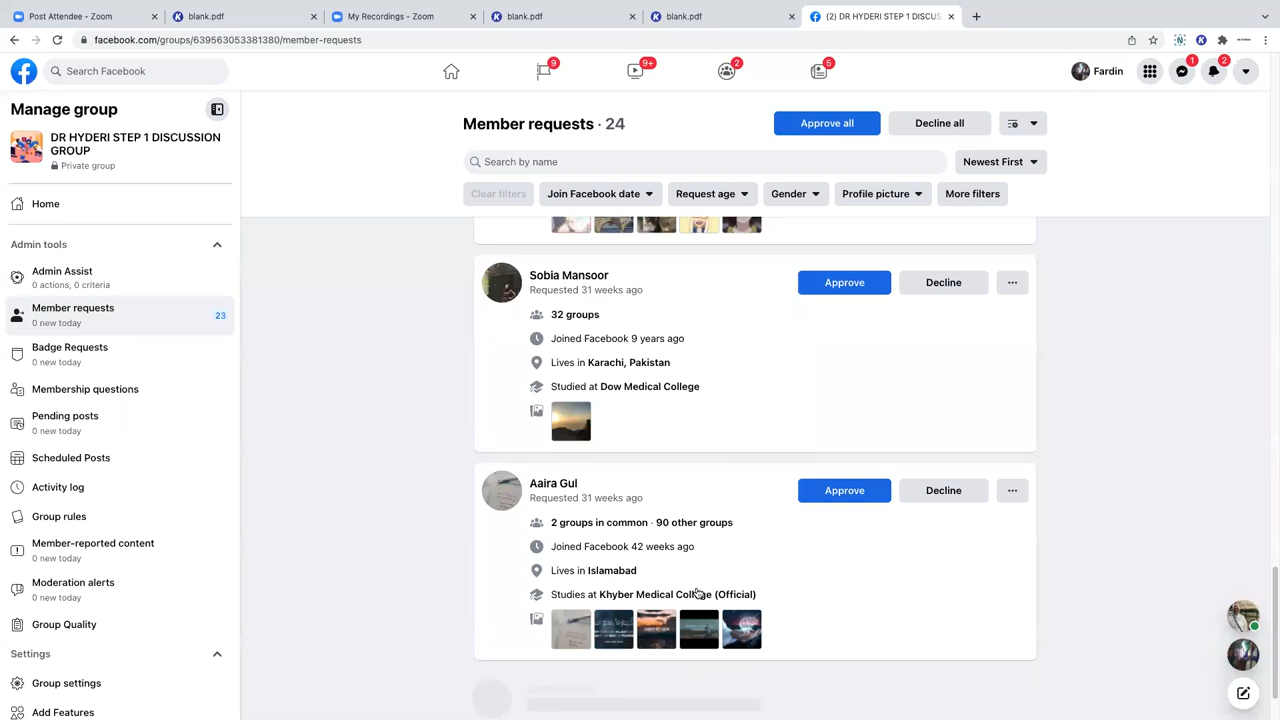 Post Attendee - Zoom
blank.pdf
My Recordings - Zoom
blank.pdf
blank.pdf
(2) DR HYDERI STEP 1 DISCUS
facebook.com/groups/639563053381380/member-requests
Search Facebook
9
9+
2
5
Fardin
1
2
Manage group
DR HYDERI STEP 1 DISCUSSION
GROUP
Private group
Home
Admin tools
Admin Assist
0 actions, 0 criteria
Member requests
0 new today
23
Badge Requests
0 new today
Membership questions
Pending posts
0 new today
Scheduled Posts
Activity log
Group rules
Member-reported content
0 new today
Moderation alerts
0 new today
Group Quality
Settings
Group settings
Add Features
Member requests · 24
Approve all
Decline all
Search by name
Newest First
Clear filters
Join Facebook date
Request age
Gender
Profile picture
More filters
Sobia Mansoor
Requested 31 weeks ago
Approve
Decline
32 groups
Joined Facebook 9 years ago
Lives in Karachi, Pakistan
Studied at Dow Medical College
Aaira Gul
Requested 31 weeks ago
Approve
Decline
2 groups in common · 90 other groups
Joined Facebook 42 weeks ago
Lives in Islamabad
Studies at Khyber Medical College (Official)